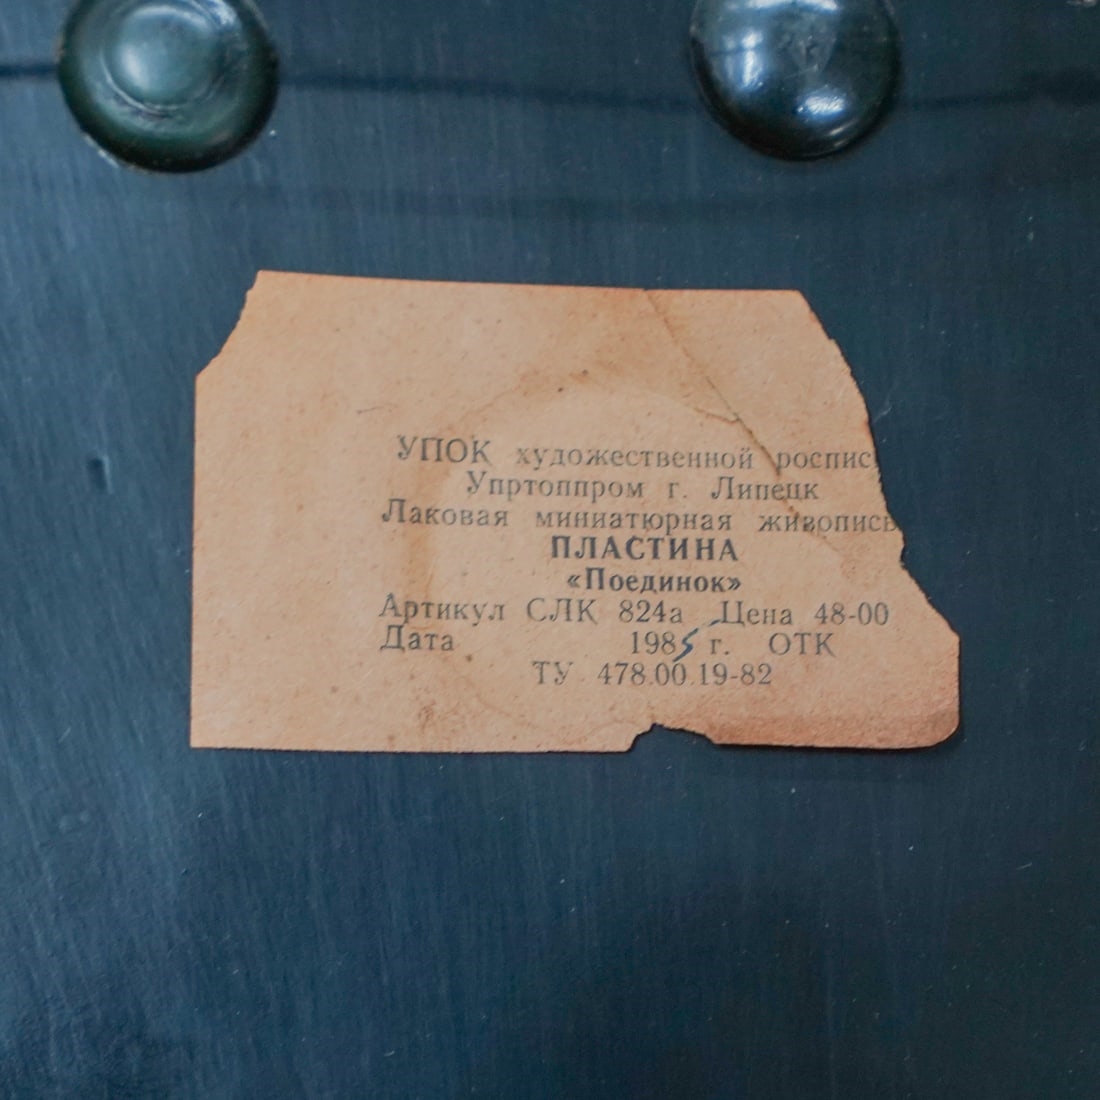 УПОК художественной роспис
Упртоппром г. Липецк
Лаковая миниатюрная живопись
ПЛАСТИНА
«Поединок»
Артикул СЛК 824а Цена 48-00
Дата 1985 г. ОТК
ТУ 478.00.19-82